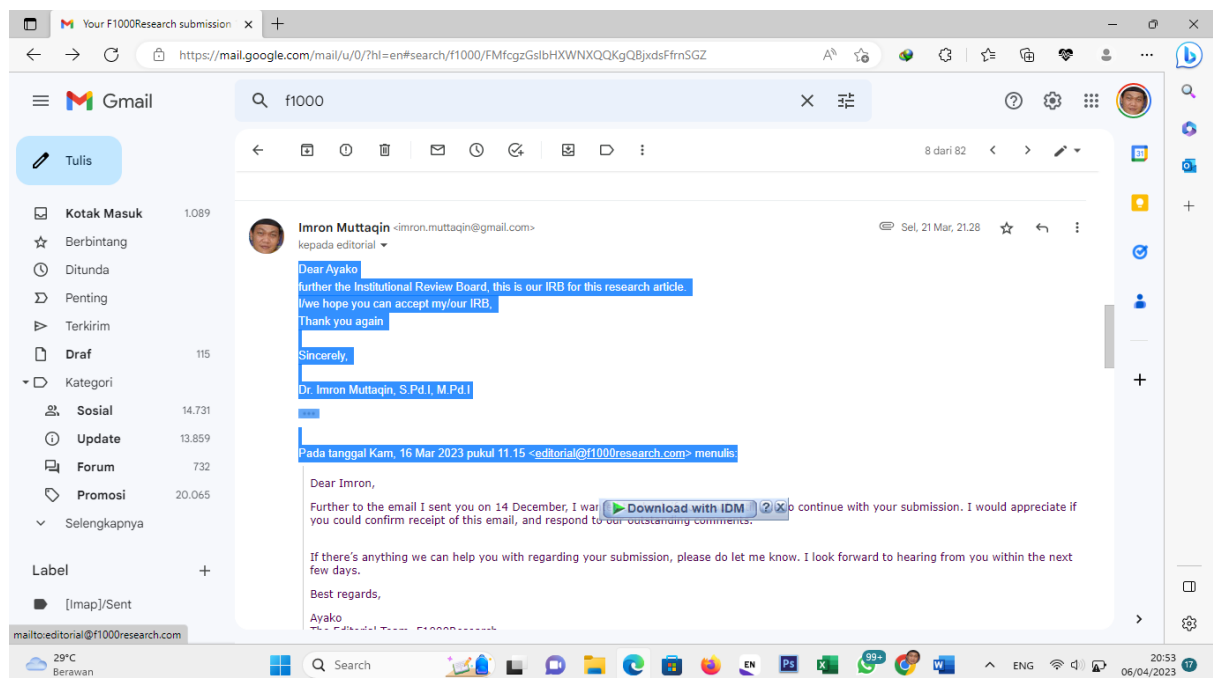 Your F1000Research submission
https://mail.google.com/mail/u/0/?hl=en#search/f1000/FMfcgzGslbHXWNXQQKgQBjxdsFfrnSGZ
Gmail
f1000
Tulis
8 dari 82
31
Kotak Masuk 1.089
Berbintang
Ditunda
Penting
Terkirim
Draf 115
Kategori
Sosial 14.731
Update 13.859
Forum 732
Promosi 20.065
Selengkapnya
Label
[Imap]/Sent
Imron Muttaqin <imron.muttaqin@gmail.com>
Sel, 21 Mar, 21.28
kepada editorial
Dear Ayako
further the Institutional Review Board, this is our IRB for this research article.
I/we hope you can accept my/our IRB,
Thank you again
Sincerely,
Dr. Imron Muttaqin, S.Pd.I, M.Pd.I
Pada tanggal Kam, 16 Mar 2023 pukul 11.15 <editorial@f1000research.com> menulis:
Dear Imron,
Further to the email I sent you on 14 December, I continue with your submission. I would appreciate if
Download with IDM
you could confirm receipt of this email, and respond to our outstanding comments.
If there's anything we can help you with regarding your submission, please do let me know. I look forward to hearing from you within the next
few days.
Best regards,
Ayako
The Editorial Team, F1000Research
mailto:editorial@f1000research.com
29°C
Berawan
Search
EN
Ps
99+
ENG
20:53
06/04/2023
17